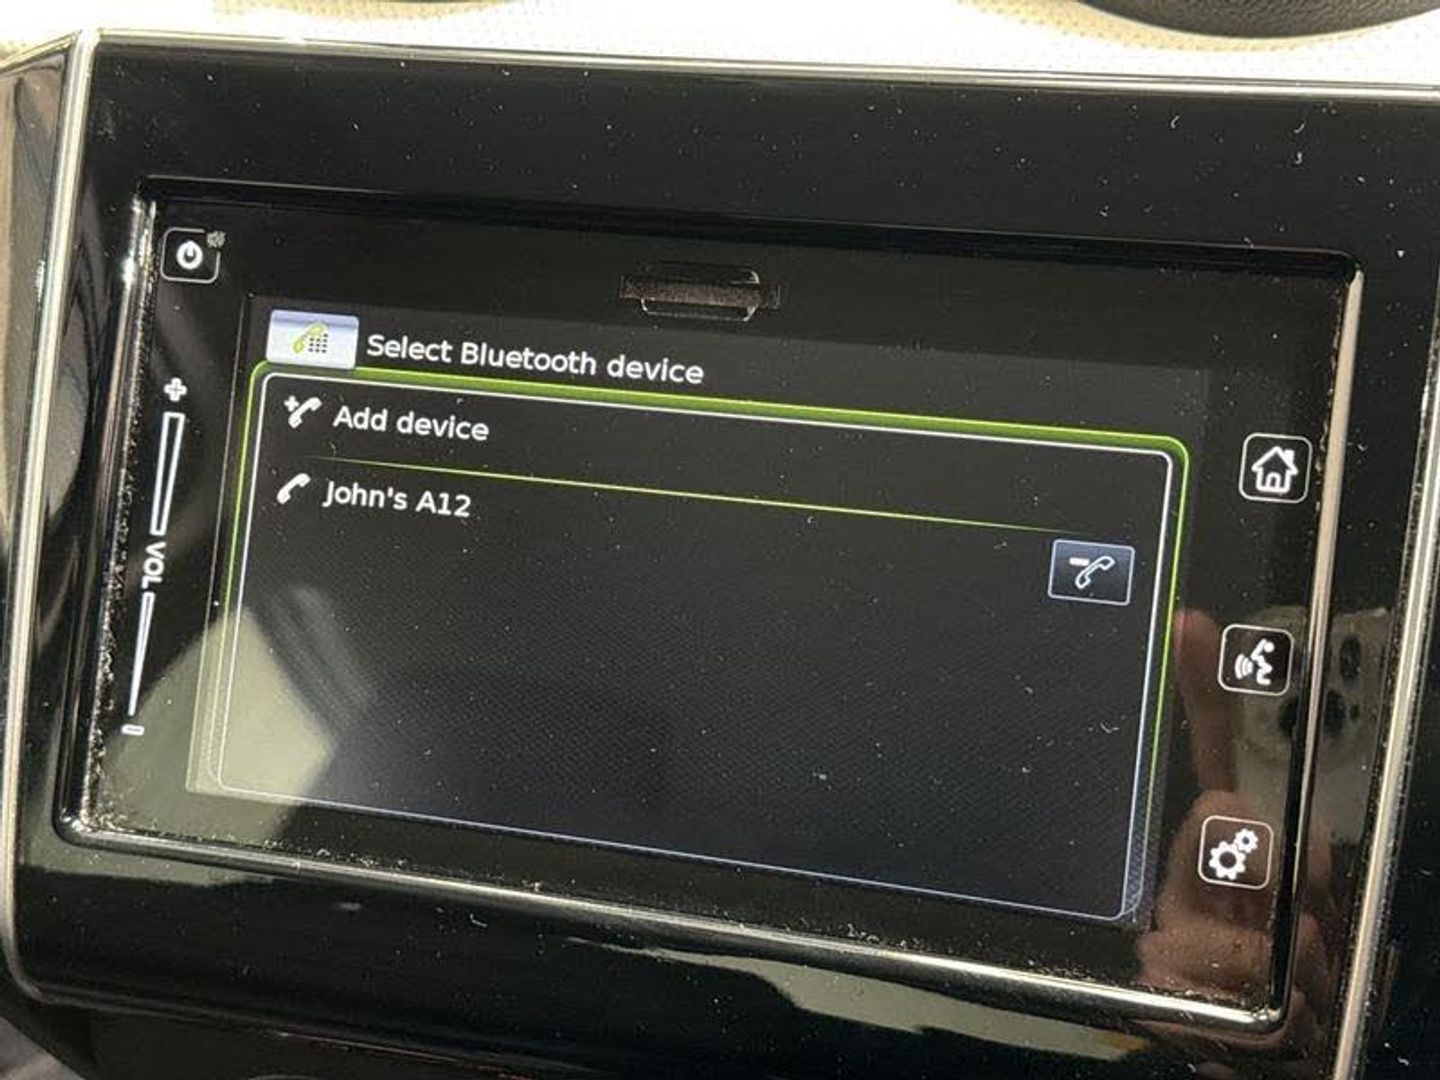 Select Bluetooth device
Add device
John's A12
VOL